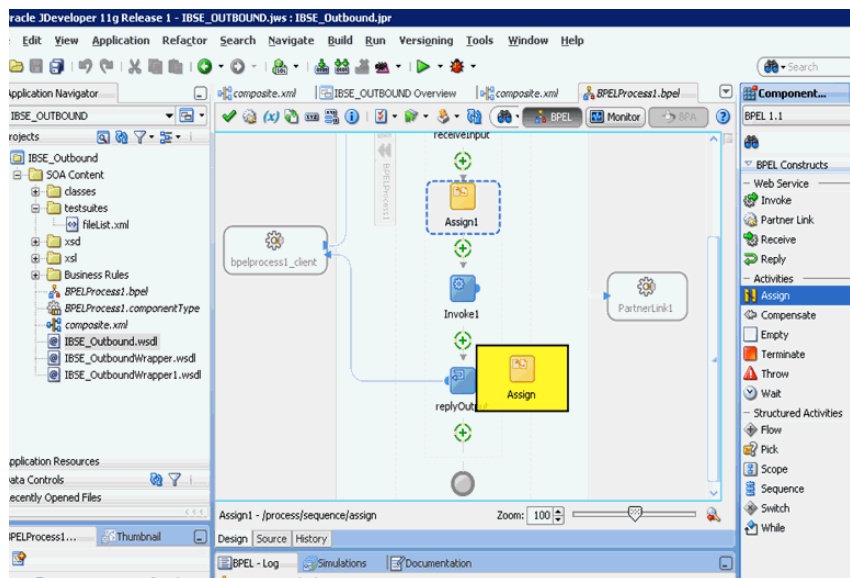 racle JDeveloper 11g Release 1 - IBSE_OUTBOUND.jws : IBSE_Outbound.jpr
Edit View Application Refactor Search Navigate Build Run Versioning Tools Window Help
Search
Application Navigator
composite.xml
IBSE_OUTBOUND Overview
composite.xml
BPELProcess1.bpel
Component...
IBSE_OUTBOUND
BPEL
Monitor
BPA
BPEL 1.1
rojects
IBSE_Outbound
SOA Content
classes
testsuites
fileList.xml
xsd
xsl
Business Rules
BPELProcess1.bpel
BPELProcess1.componentType
composite.xml
IBSE_Outbound.wsdl
IBSE_OutboundWrapper.wsdl
IBSE_OutboundWrapper1.wsdl
pplication Resources
ata Controls
ecently Opened Files
PELProcess1...
Thumbnail
receiveInput
BPELProcess1
Assign1
bpelprocess1_client
Invoke1
PartnerLink1
Assign
replyOutput
Assign1 - /process/sequence/assign
Zoom: 100
Design Source History
BPEL - Log
Simulations
Documentation
BPEL Constructs
Web Service
Invoke
Partner Link
Receive
Reply
Activities
Assign
Compensate
Empty
Terminate
Throw
Wait
Structured Activities
Flow
Pick
Scope
Sequence
Switch
While